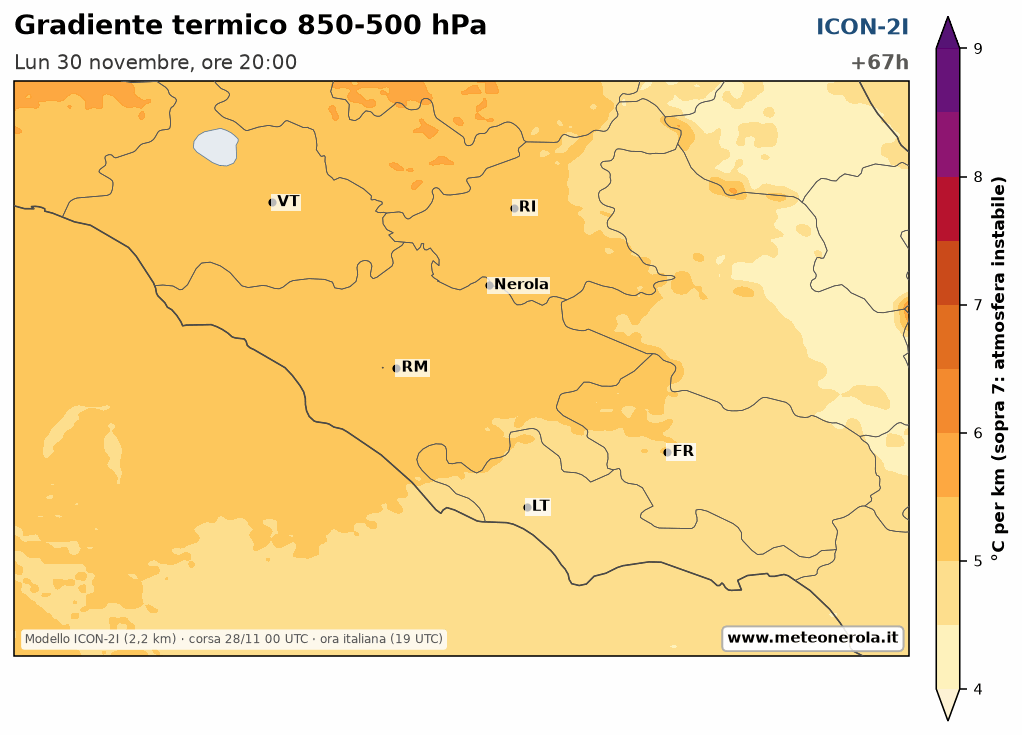 Gradiente termico 850-500 hPa
ICON-2I
Lun 30 novembre, ore 20:00
+67h
VT
RI
Nerola
RM
FR
LT
Modello ICON-2I (2,2 km) · corsa 28/11 00 UTC · ora italiana (19 UTC)
www.meteonerola.it
9
8
7
6
5
4
°C per km (sopra 7: atmosfera instabile)